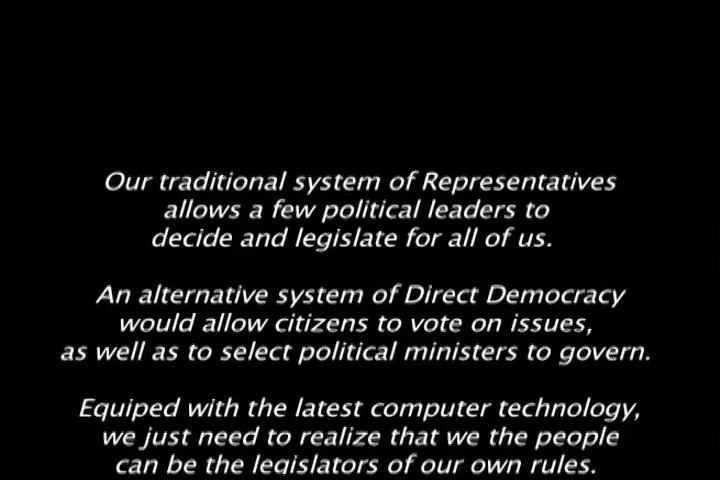 Our traditional system of Representatives
allows a few political leaders to
decide and legislate for all of us.
An alternative system of Direct Democracy
would allow citizens to vote on issues,
as well as to select political ministers to govern.
Equiped with the latest computer technology,
we just need to realize that we the people
can be the legislators of our own rules.